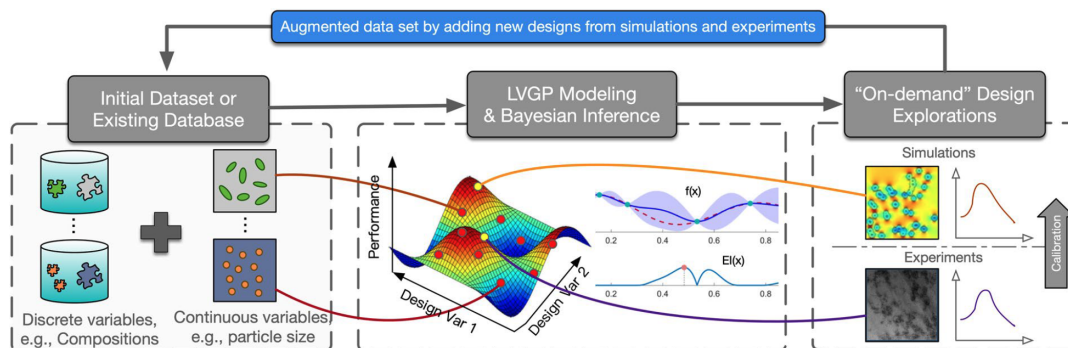 Augmented data set by adding new designs from simulations and experiments
Initial Dataset or
Existing Database
LVGP Modeling
& Bayesian Inference
“On-demand” Design
Explorations
Discrete variables,
e.g., Compositions
Continuous variables,
e.g., particle size
Performance
Design Var 1
Design Var 2
f(x)
0.2 0.4 0.6 0.8
EI(x)
0.2 0.4 0.6 0.8
Simulations
Experiments
Calibration